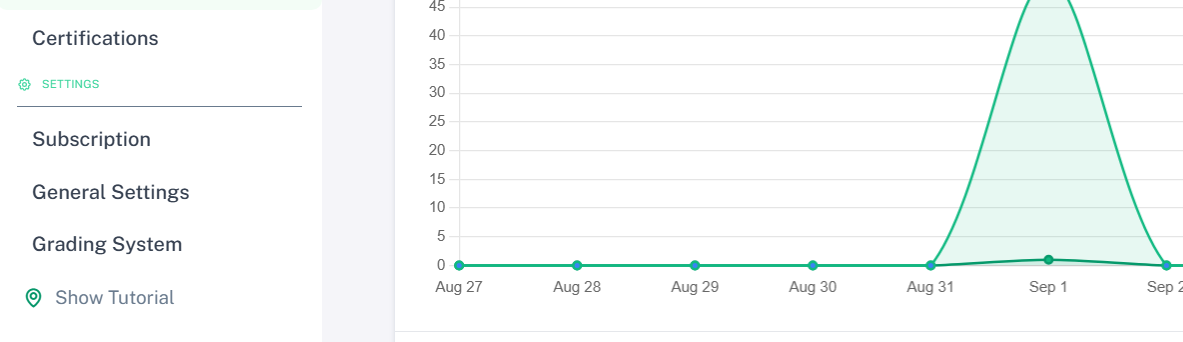 Certifications
SETTINGS
Subscription
General Settings
Grading System
Show Tutorial
45
40
35
30
25
20
15
10
5
0
Aug 27 Aug 28 Aug 29 Aug 30 Aug 31 Sep 1 Sep 2